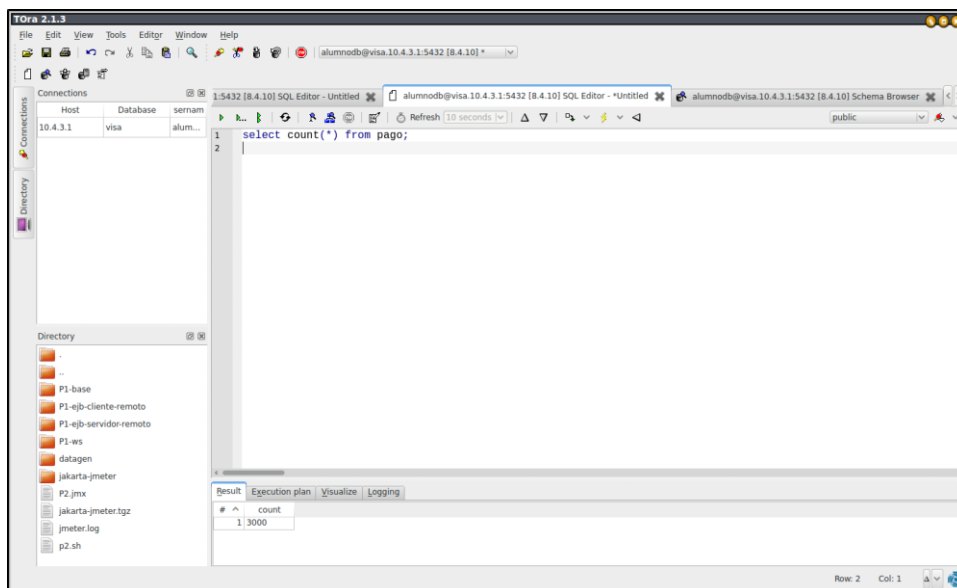 TOra 2.1.3
File Edit View Tools Editor Window Help
alumnodb@visa.10.4.3.1:5432 [8.4.10] *
Connections
Host Database sernam
10.4.3.1 visa alum...
Connections
Directory
1:5432 [8.4.10] SQL Editor - Untitled alumnodb@visa.10.4.3.1:5432 [8.4.10] SQL Editor - *Untitled alumnodb@visa.10.4.3.1:5432 [8.4.10] Schema Browser
Refresh 10 seconds public
1 select count(*) from pago;
2
Directory
.
..
P1-base
P1-ejb-cliente-remoto
P1-ejb-servidor-remoto
P1-ws
datagen
jakarta-jmeter
P2.jmx
jakarta-jmeter.tgz
jmeter.log
p2.sh
Result Execution plan Visualize Logging
# count
1 3000
Row: 2 Col: 1